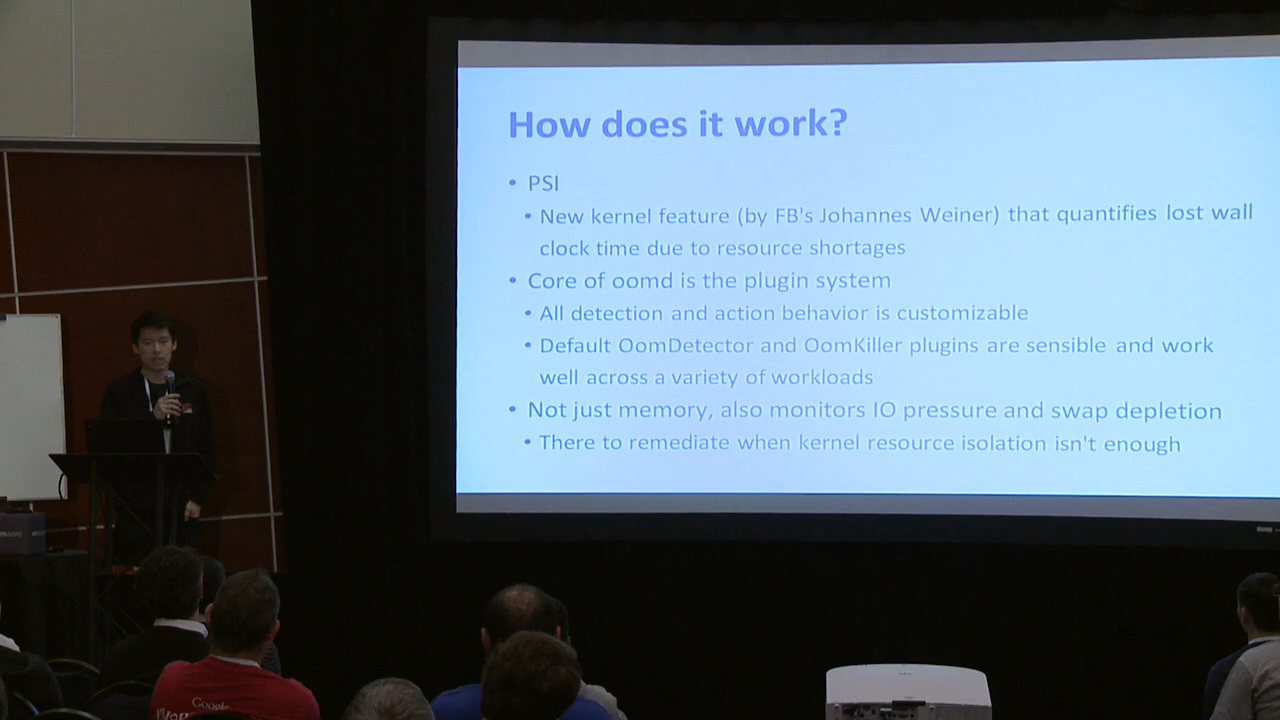 How does it work?
• PSI
• New kernel feature (by FB's Johannes Weiner) that quantifies lost wall
clock time due to resource shortages
• Core of oomd is the plugin system
• All detection and action behavior is customizable
• Default OomDetector and OomKiller plugins are sensible and work
well across a variety of workloads
• Not just memory, also monitors IO pressure and swap depletion
• There to remediate when kernel resource isolation isn't enough
Google